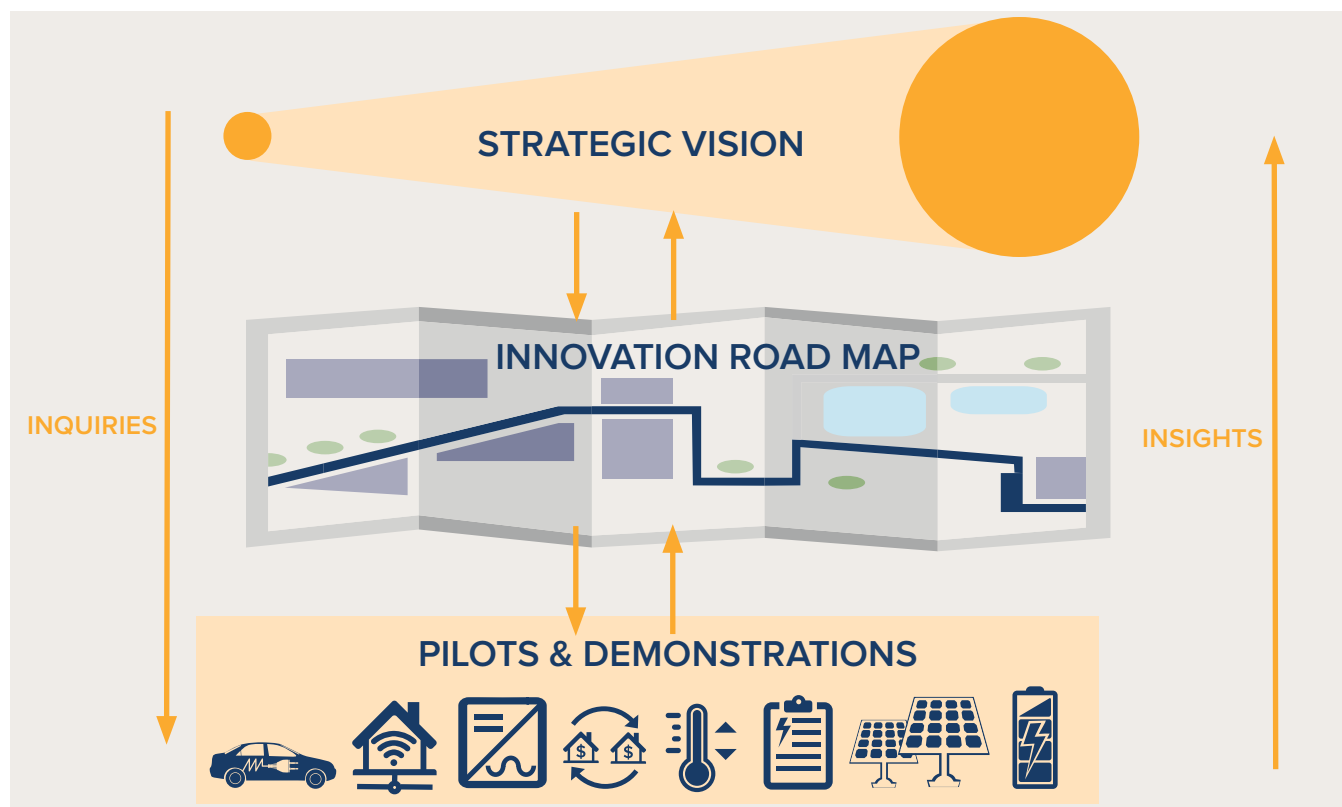 STRATEGIC VISION
INNOVATION ROAD MAP
INQUIRIES
INSIGHTS
PILOTS & DEMONSTRATIONS
$ $